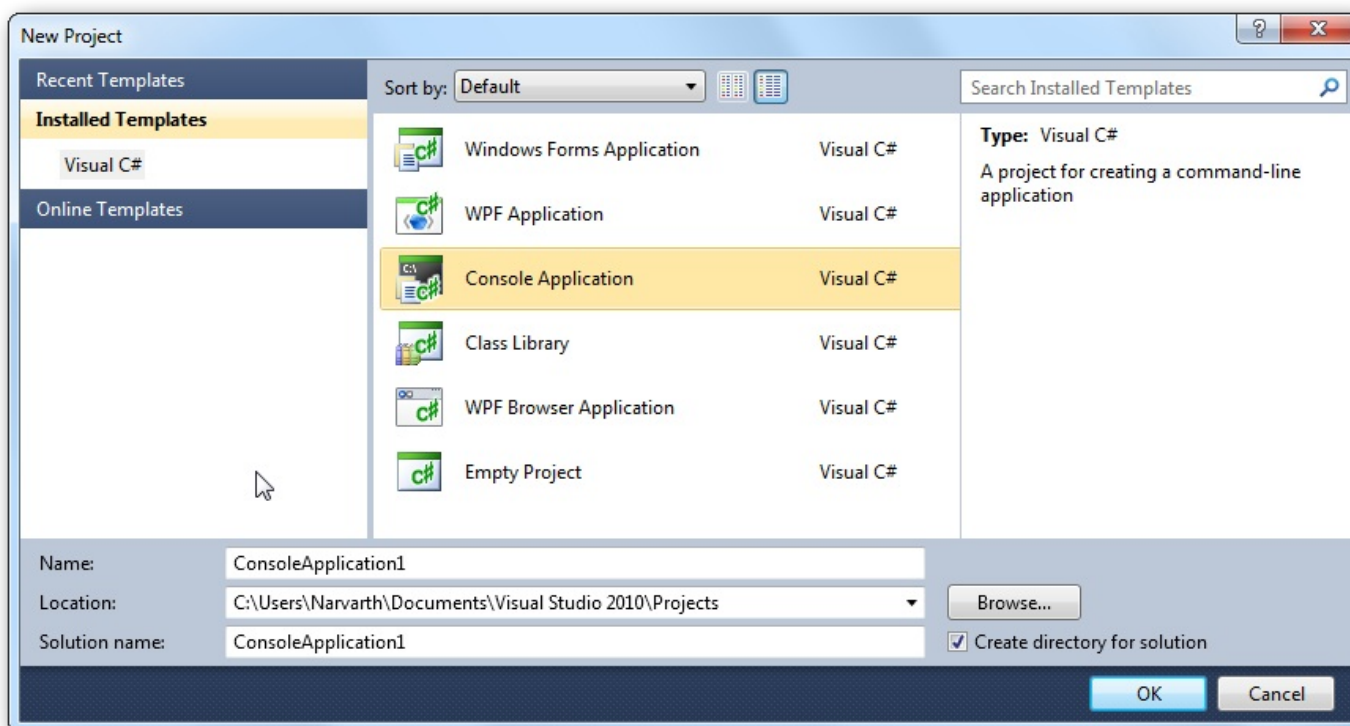 New Project
Recent Templates
Installed Templates
Visual C#
Online Templates
Sort by: Default
Windows Forms Application Visual C#
WPF Application Visual C#
Console Application Visual C#
Class Library Visual C#
WPF Browser Application Visual C#
Empty Project Visual C#
Search Installed Templates
Type: Visual C#
A project for creating a command-line
application
Name: ConsoleApplication1
Location: C:\Users\Narvarth\Documents\Visual Studio 2010\Projects Browse...
Solution name: ConsoleApplication1 Create directory for solution
OK Cancel